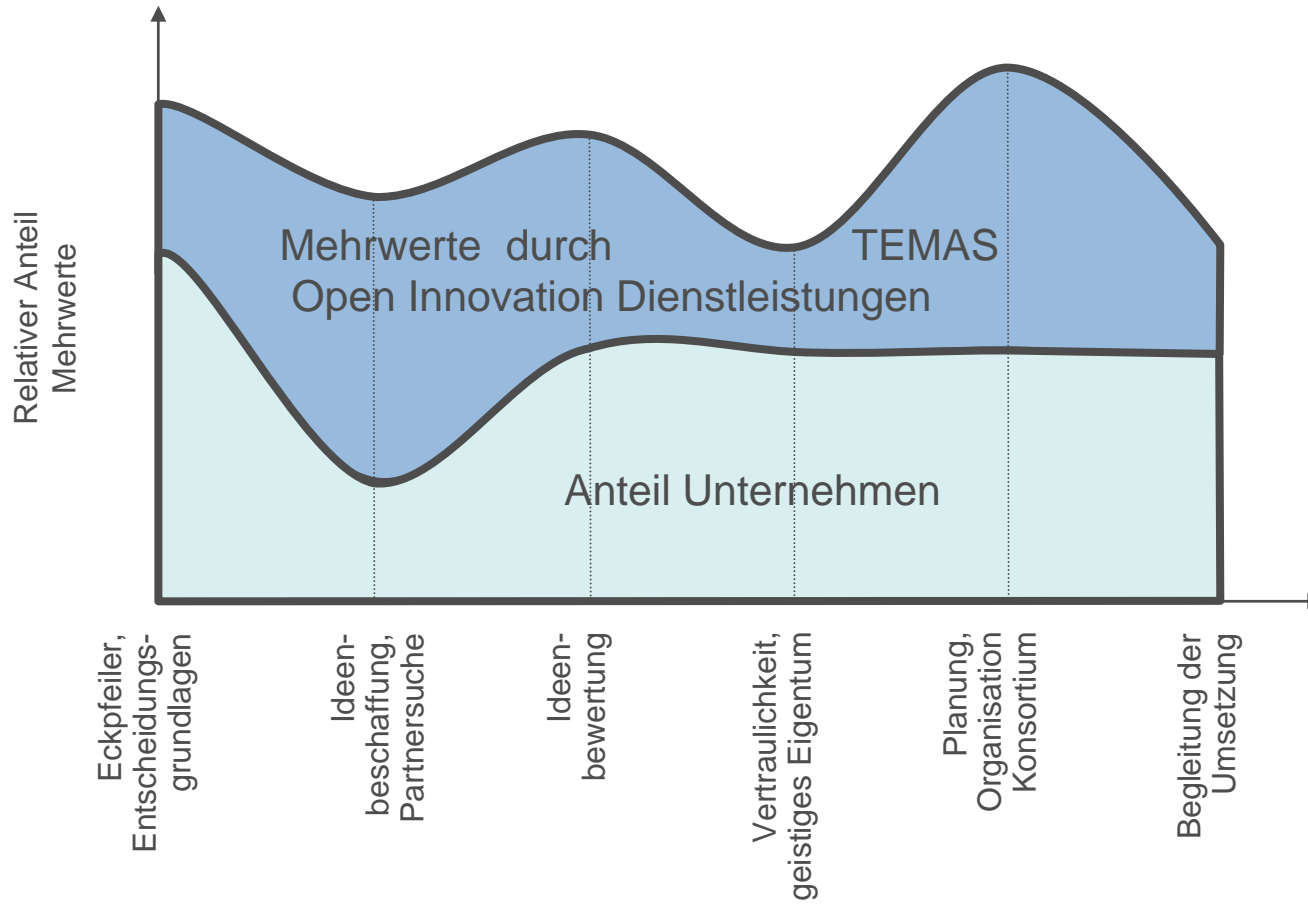 Relativer Anteil
Mehrwerte
Mehrwerte durch TEMAS
Open Innovation Dienstleistungen
Anteil Unternehmen
Eckpfeiler,
Entscheidungs-
grundlagen
Ideen-
beschaffung,
Partnersuche
Ideen-
bewertung
Vertraulichkeit,
geistiges Eigentum
Planung,
Organisation
Konsortium
Begleitung der
Umsetzung